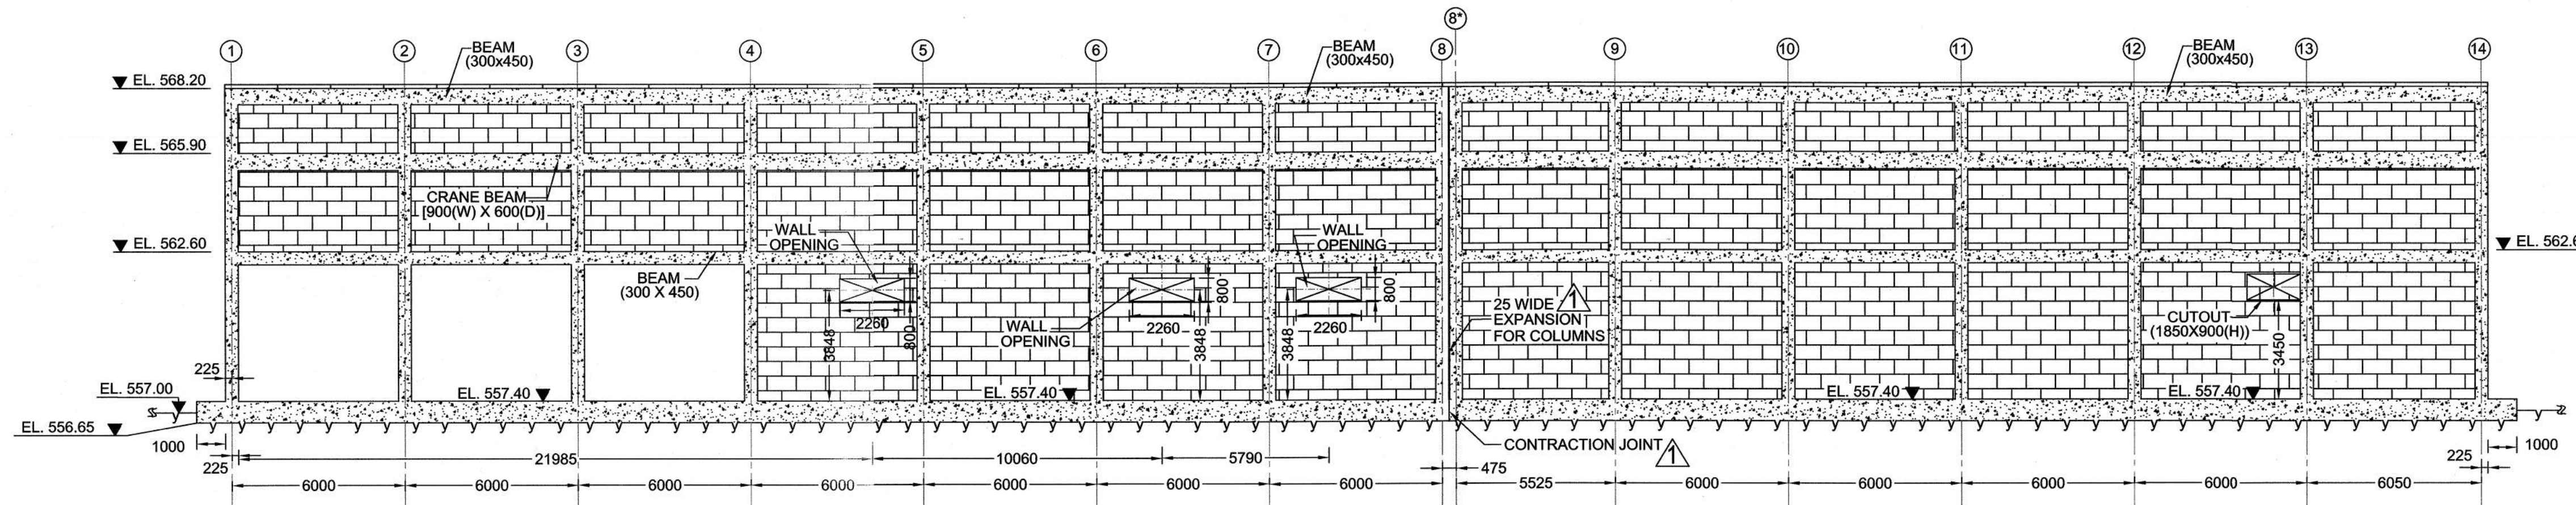 8*
1 2 3 4 5 6 7 8 9 10 11 12 13 14
BEAM
(300x450)
BEAM
(300x450)
BEAM
(300x450)
EL. 568.20
EL. 565.90
CRANE BEAM
[900(W) X 600(D)]
EL. 562.60
WALL
OPENING
WALL
OPENING
EL. 562.6
BEAM
(300 X 450)
2260
800
3848
WALL
OPENING
2260
800
3848
2260
800
3848
25 WIDE
EXPANSION
FOR COLUMNS
1
CUTOUT
(1850X900(H))
3450
225
EL. 557.00
EL. 557.40
EL. 557.40
EL. 557.40
EL. 557.40
EL. 556.65
1000
225
21985
10060
5790
CONTRACTION JOINT
1
475
225
1000
6000 6000 6000 6000 6000 6000 6000 5525 6000 6000 6000 6000 6050